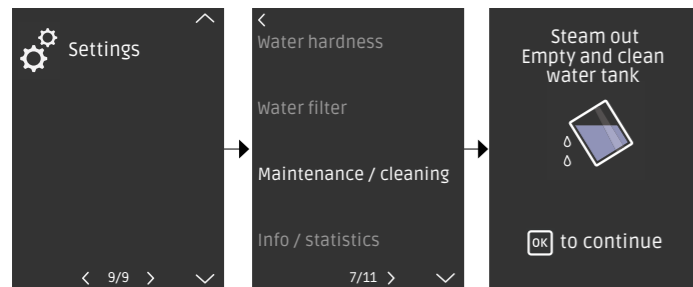 Settings
< 9/9 >
<
Water hardness
Water filter
Maintenance / cleaning
Info / statistics
7/11 >
Steam out
Empty and clean
water tank
OK to continue